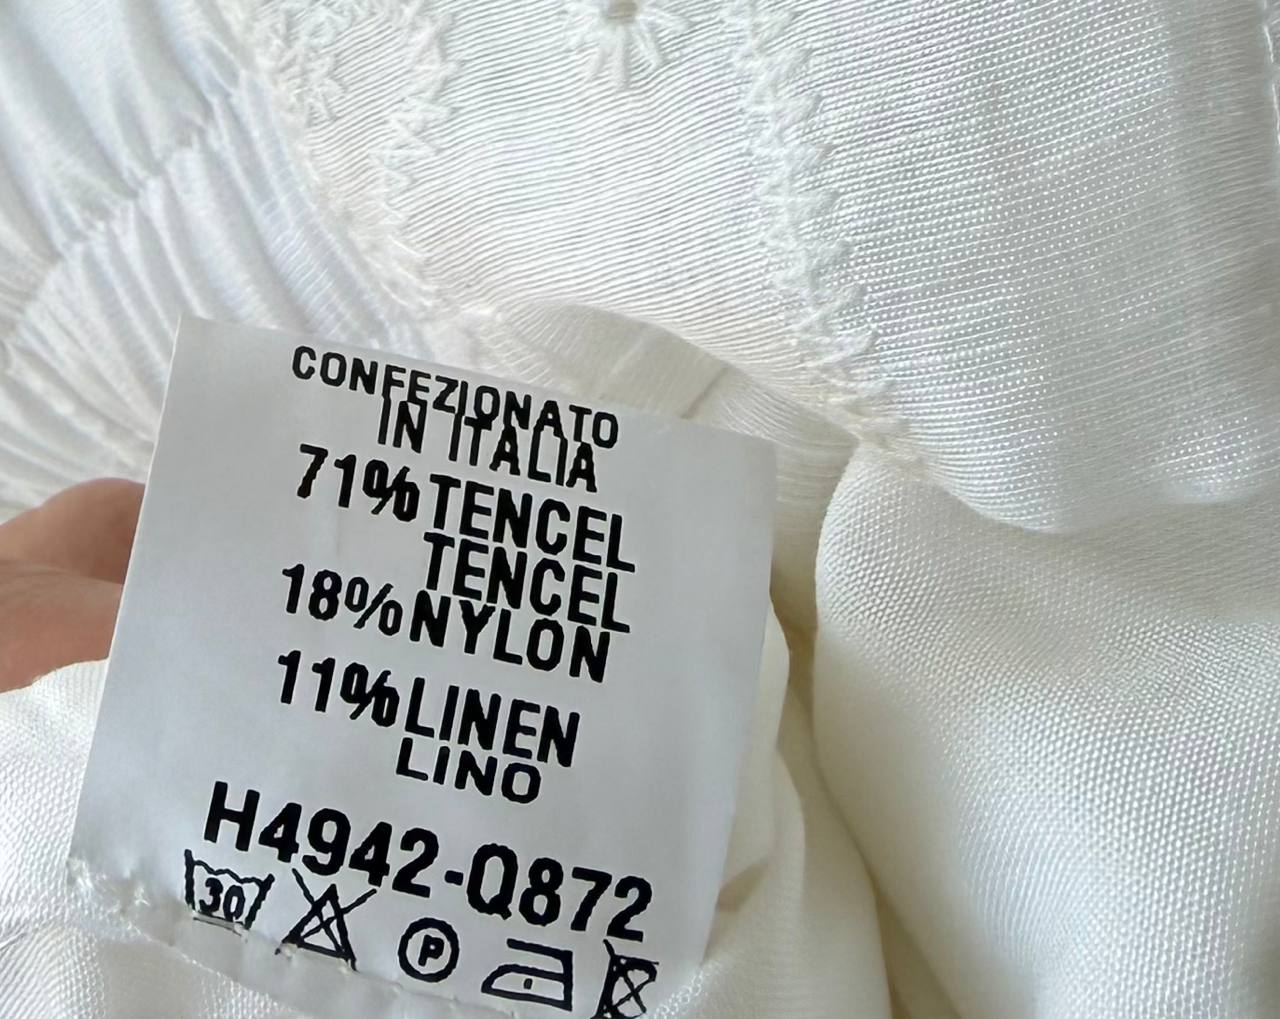 CONFEZIONATO
IN ITALIA
71% TENCEL
TENCEL
18% NYLON
11% LINEN
LINO
H4942-Q872
30 P